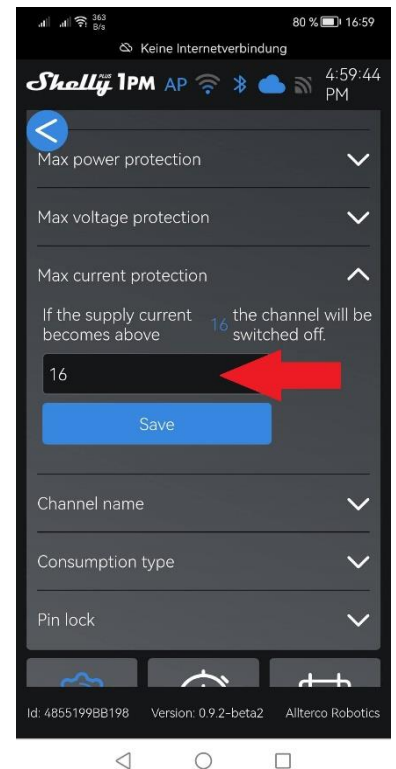 363
B/s
80 % 16:59
Keine Internetverbindung
Shelly PLUS 1PM AP 4:59:44
PM
Max power protection
Max voltage protection
Max current protection
If the supply current 16 the channel will be
becomes above switched off.
16
Save
Channel name
Consumption type
Pin lock
Id: 4855199BB198 Version: 0.9.2-beta2 Allterco Robotics